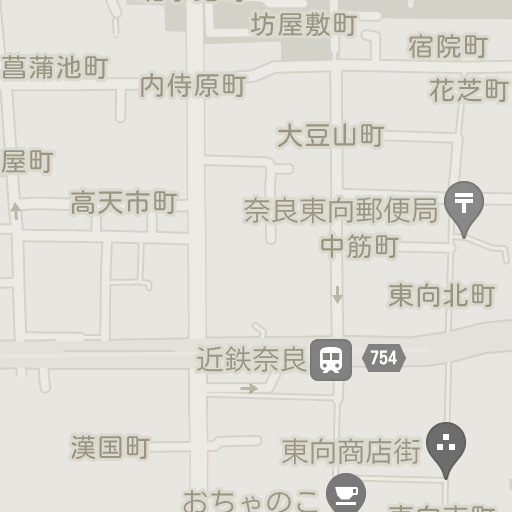 坊屋敷町
宿院町
菖蒲池町
内侍原町
花芝町
大豆山町
屋町
高天市町
奈良東向郵便局
中筋町
東向北町
近鉄奈良
754
漢国町
東向商店街
おちゃのこ